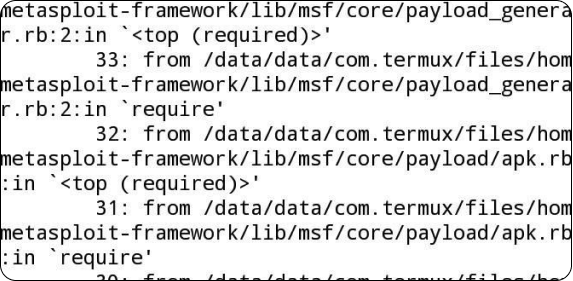 metasploit-framework/lib/msf/core/payload_genera
r.rb:2:in `<top (required)>'
33: from /data/data/com.termux/files/hom
metasploit-framework/lib/msf/core/payload_genera
r.rb:2:in `require'
32: from /data/data/com.termux/files/hom
metasploit-framework/lib/msf/core/payload/apk.rb
:in `<top (required)>'
31: from /data/data/com.termux/files/hom
metasploit-framework/lib/msf/core/payload/apk.rb
:in `require'